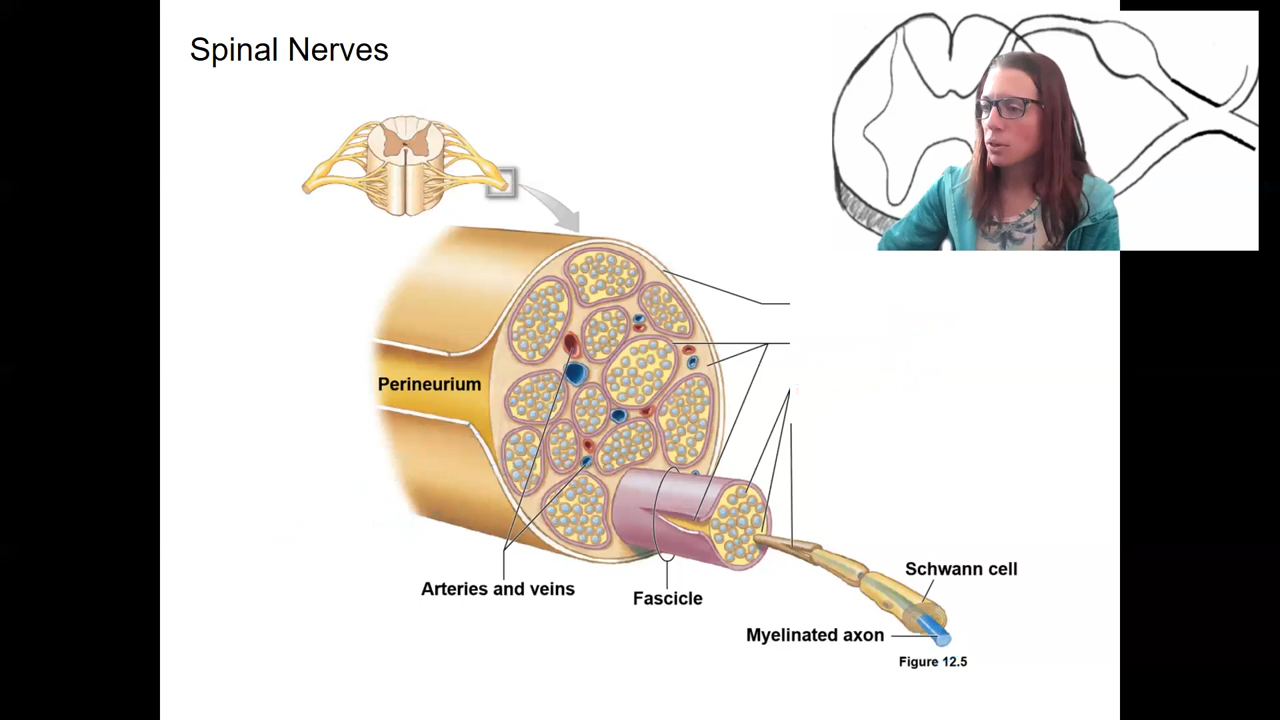 Spinal Nerves
Perineurium
Arteries and veins
Fascicle
Schwann cell
Myelinated axon
Figure 12.5